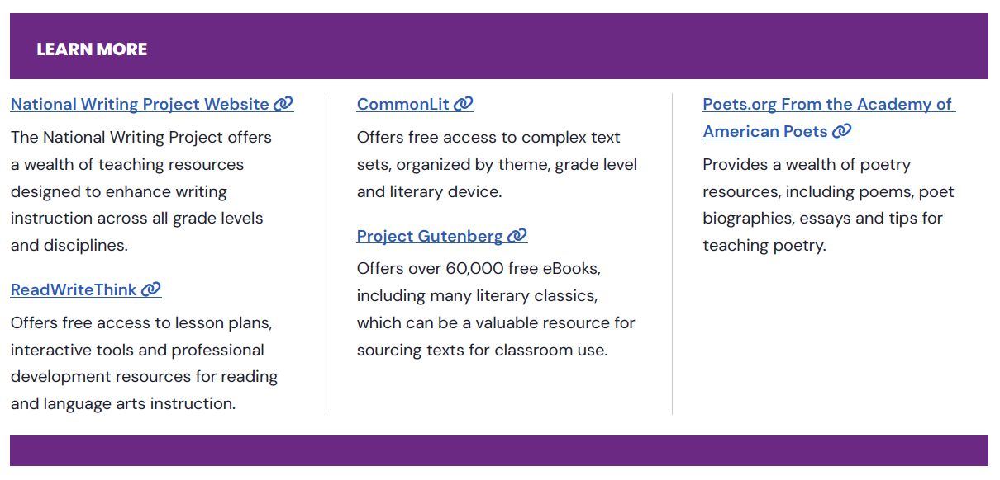 LEARN MORE
National Writing Project Website
The National Writing Project offers
a wealth of teaching resources
designed to enhance writing
instruction across all grade levels
and disciplines.
ReadWriteThink
Offers free access to lesson plans,
interactive tools and professional
development resources for reading
and language arts instruction.
CommonLit
Offers free access to complex text
sets, organized by theme, grade level
and literary device.
Project Gutenberg
Offers over 60,000 free eBooks,
including many literary classics,
which can be a valuable resource for
sourcing texts for classroom use.
Poets.org From the Academy of
American Poets
Provides a wealth of poetry
resources, including poems, poet
biographies, essays and tips for
teaching poetry.